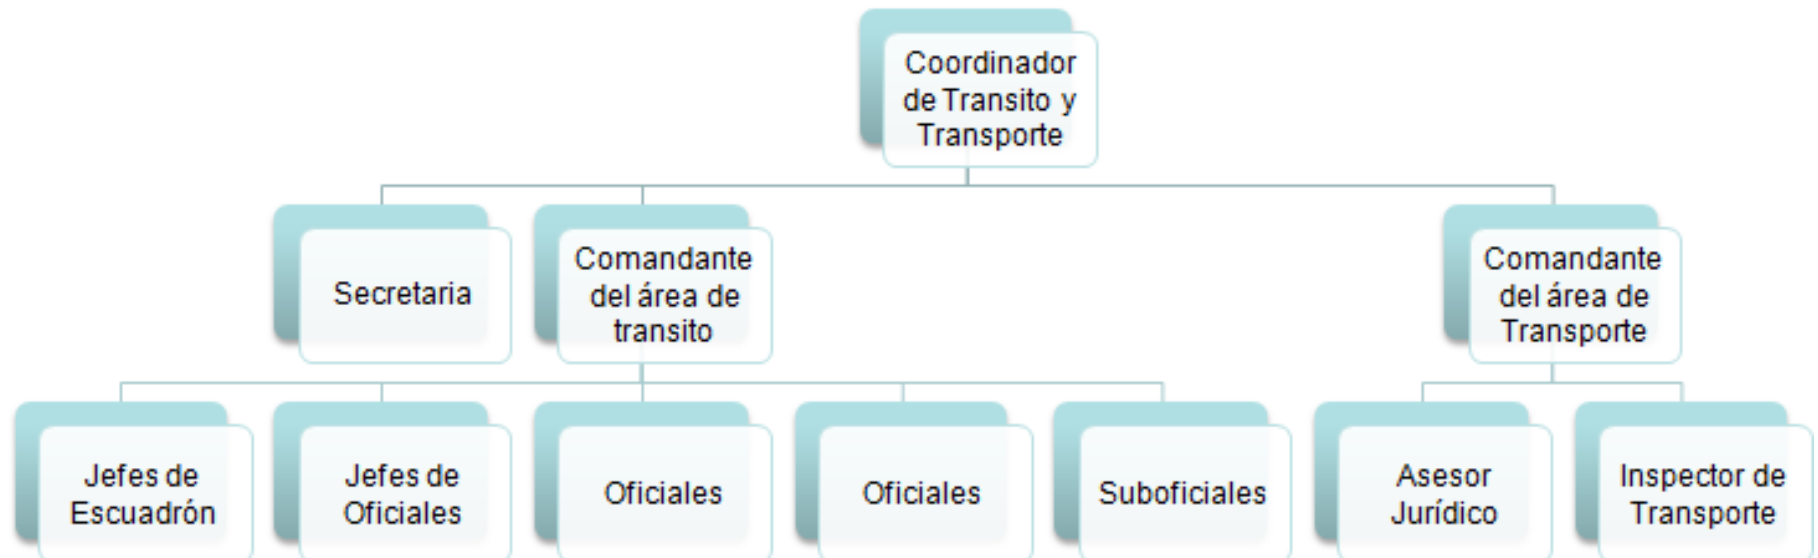 Coordinador
de Transito y
Transporte
Secretaria
Comandante
del área de
transito
Comandante
del área de
Transporte
Jefes de
Escuadrón
Jefes de
Oficiales
Oficiales
Oficiales
Suboficiales
Asesor
Jurídico
Inspector de
Transporte